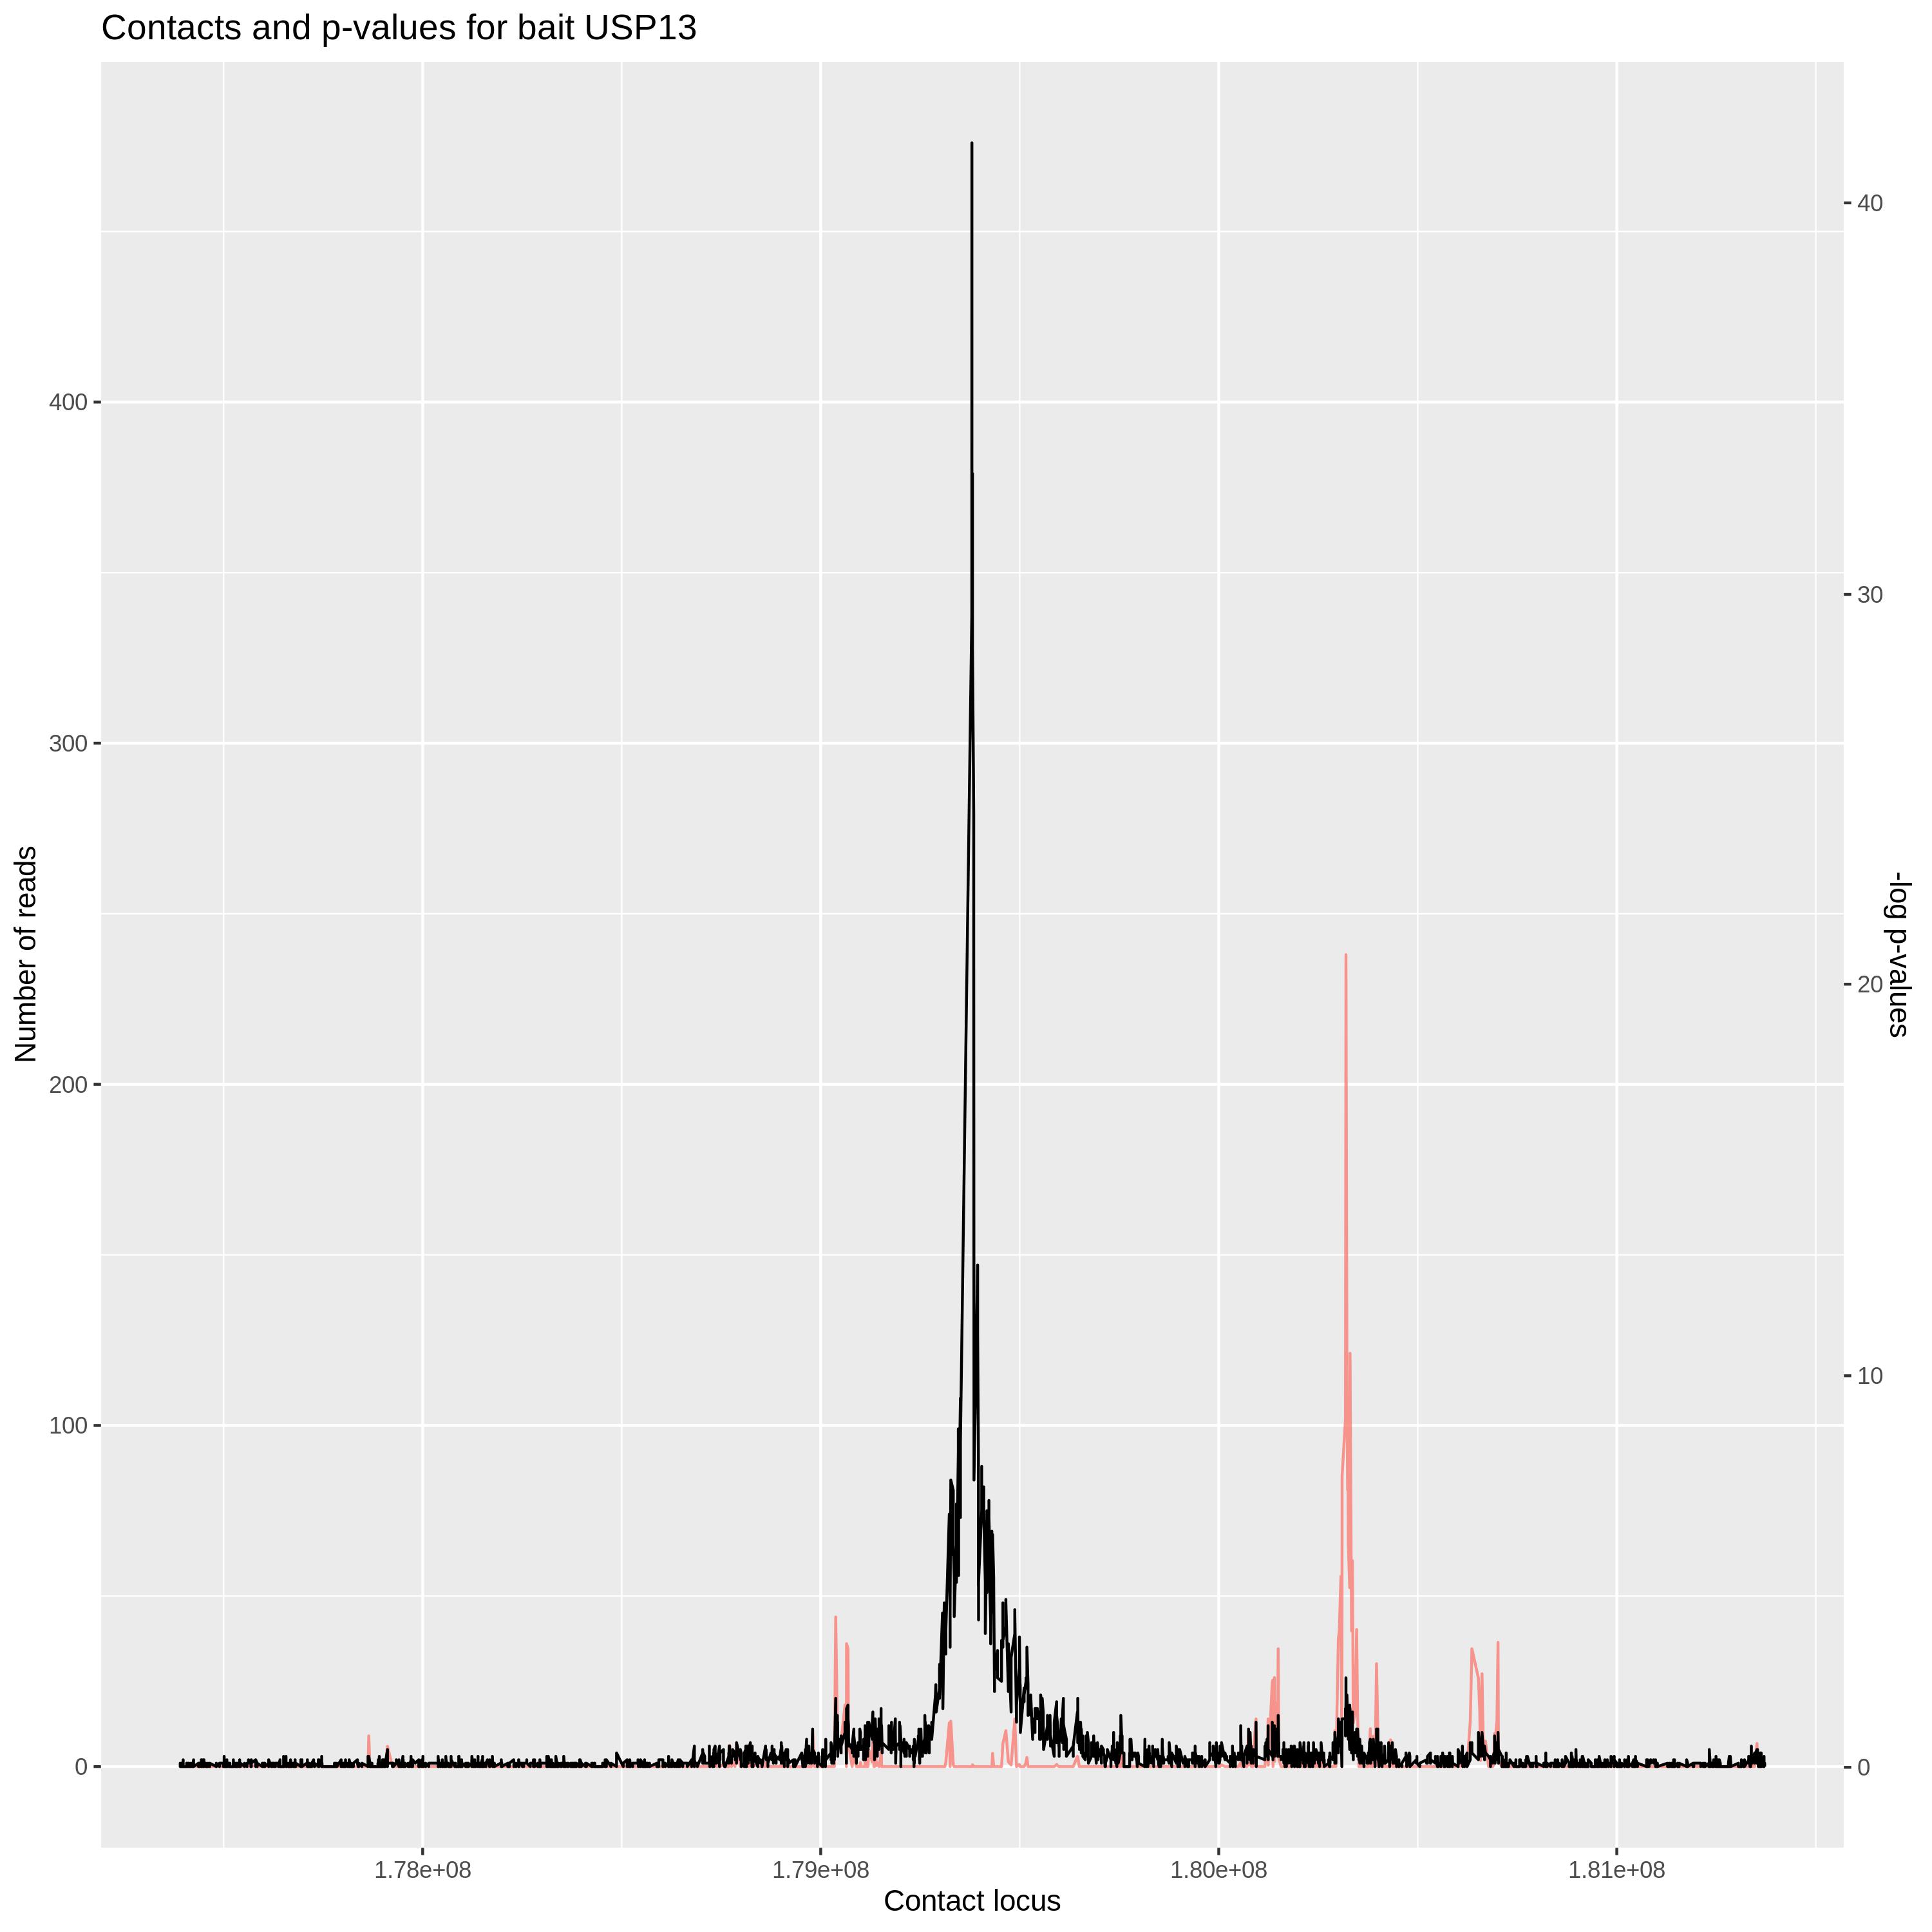 Contacts and p-values for bait USP13
Number of reads
400
300
200
100
0
40
30
20
10
0
-log p-values
1.78e+08
1.79e+08
1.80e+08
1.81e+08
Contact locus